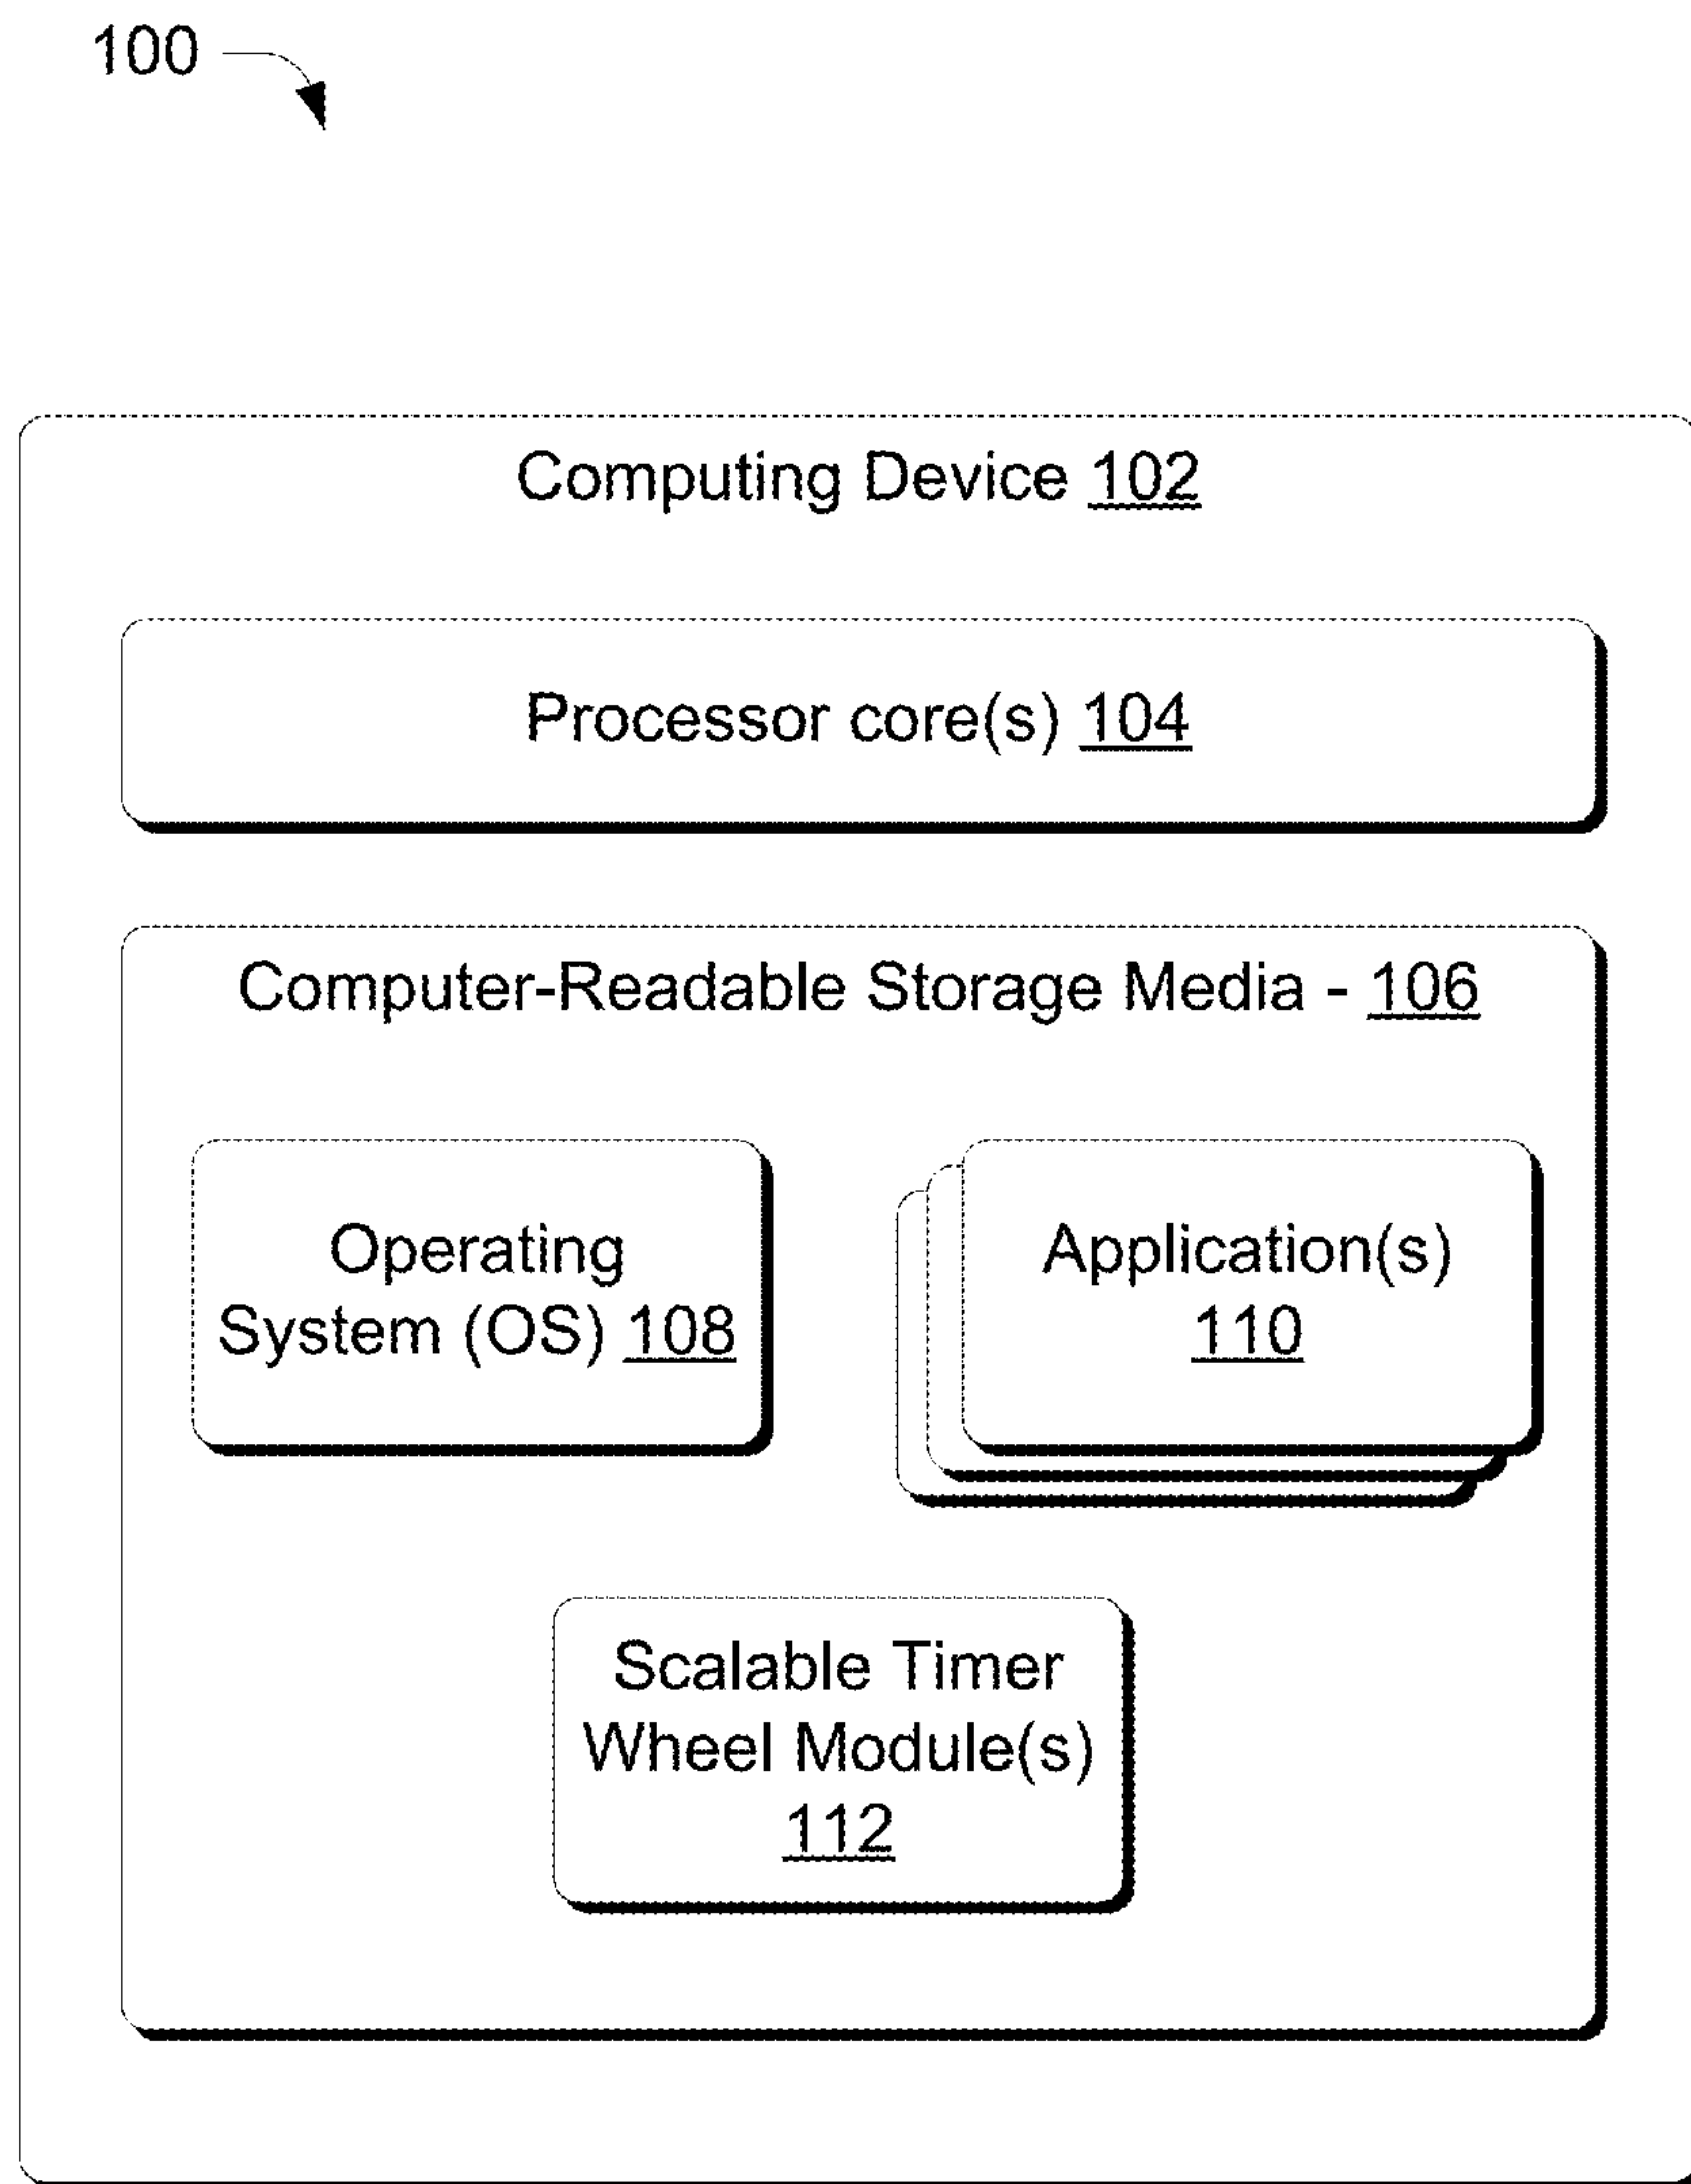 100
Computing Device 102
Processor core(s) 104
Computer-Readable Storage Media - 106
Operating
System (OS) 108
Application(s)
110
Scalable Timer
Wheel Module(s)
112